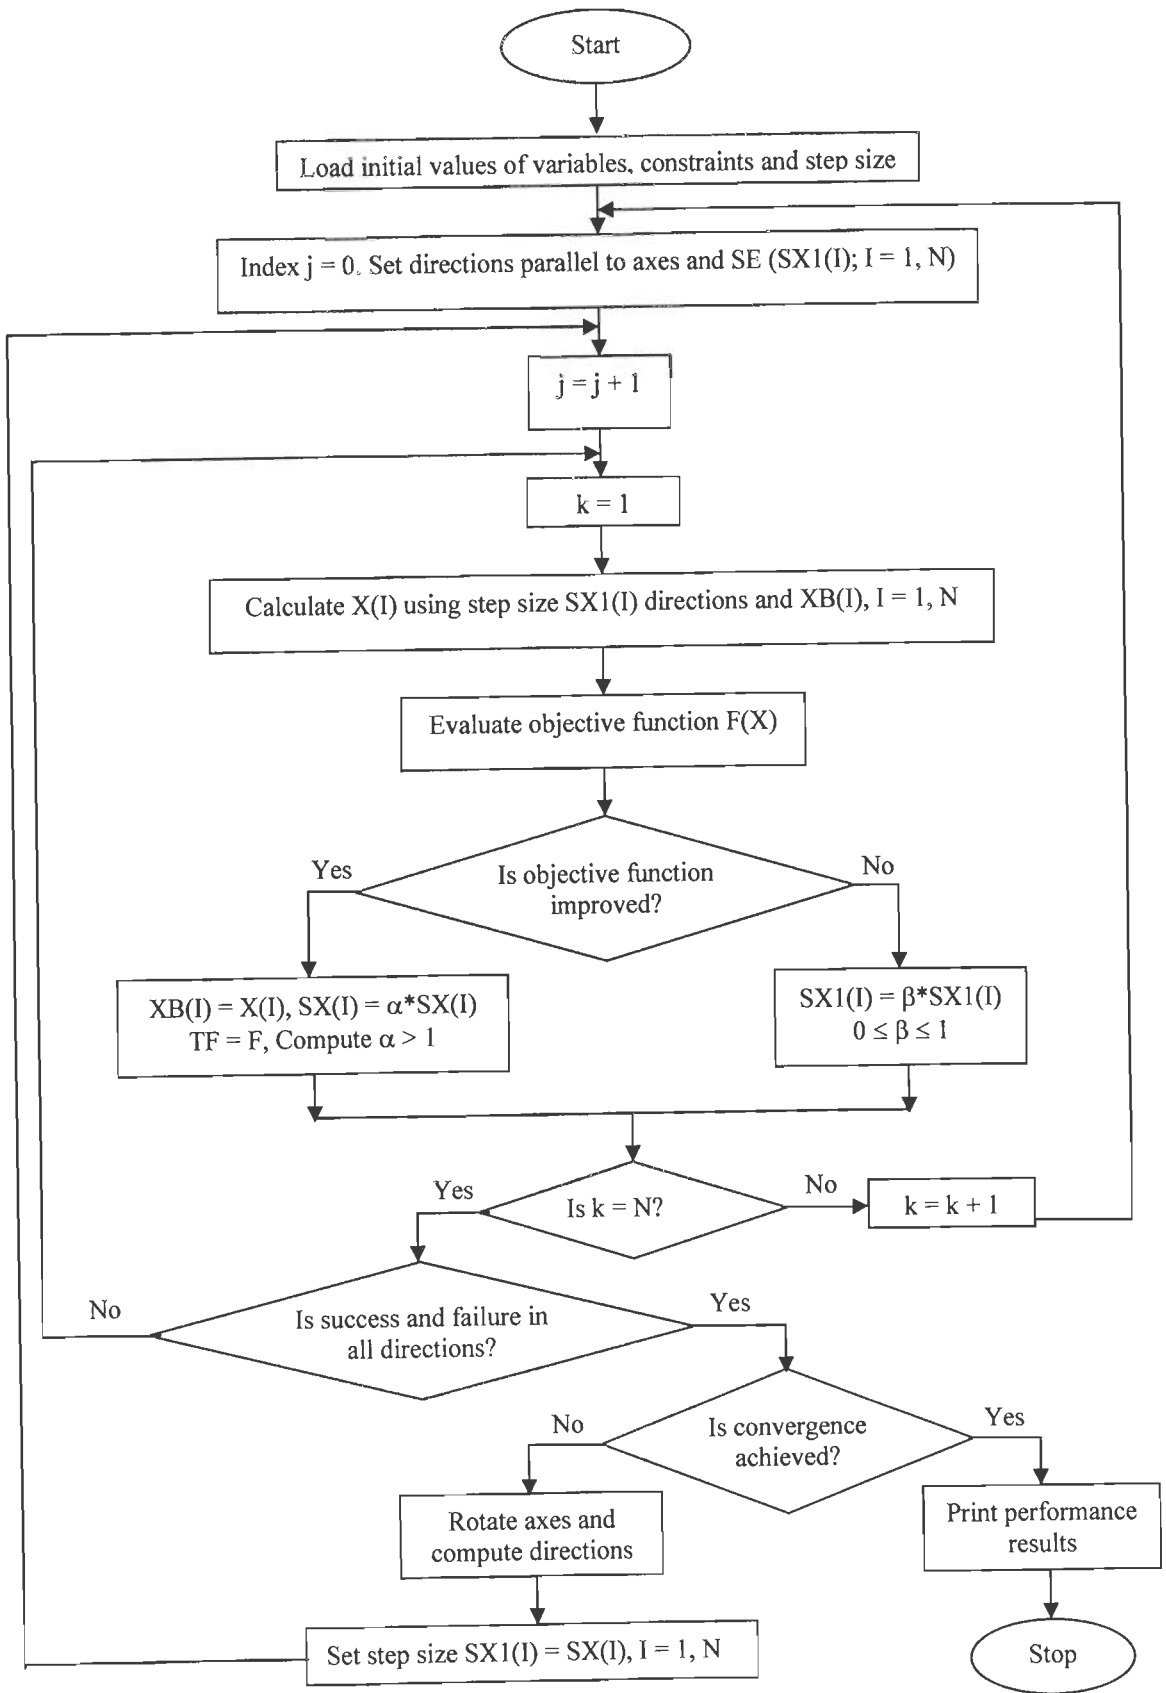 Start
Load initial values of variables, constraints and step size
Index j = 0. Set directions parallel to axes and SE (SX1(I); I = 1, N)
j = j + 1
k = 1
Calculate X(I) using step size SX1(I) directions and XB(I), I = 1, N
Evaluate objective function F(X)
Yes
Is objective function
improved?
No
XB(I) = X(I), SX(I) = α*SX(I)
TF = F, Compute α > 1
SX1(I) = β*SX1(I)
0 ≤ β ≤ 1
Yes
Is k = N?
No
k = k + 1
No
Is success and failure in
all directions?
Yes
No
Is convergence
achieved?
Yes
Rotate axes and
compute directions
Print performance
results
Set step size SX1(I) = SX(I), I = 1, N
Stop